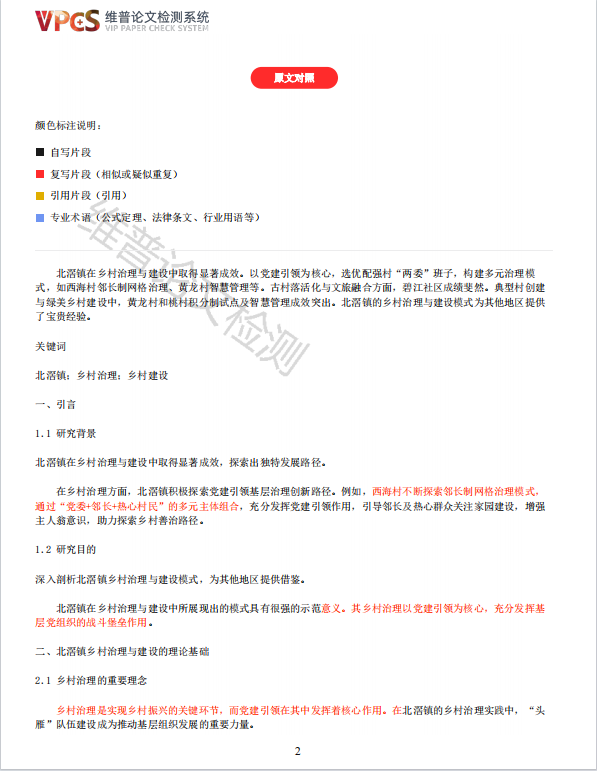 VPCS 维普论文检测系统
VIP PAPER CHECK SYSTEM
原文对照
颜色标注说明：
自写片段
复写片段（相似或疑似重复）
引用片段（引用）
专业术语（公式定理、法律条文、行业用语等）
维普论文检测
北滘镇在乡村治理与建设中取得显著成效。以党建引领为核心，选优配强村“两委”班子，构建多元治理模
式，如西海村邻长制网格治理、黄龙村智慧管理等。古村落活化与文旅融合方面，碧江社区成绩斐然。典型村创建
与绿美乡村建设中，黄龙村和桃村积分制试点及智慧管理成效突出。北滘镇的乡村治理与建设模式为其他地区提供
了宝贵经验。
关键词
北滘镇；乡村治理；乡村建设
一、引言
1.1 研究背景
北滘镇在乡村治理与建设中取得显著成效，探索出独特发展路径。
在乡村治理方面，北滘镇积极探索党建引领基层治理创新路径。例如，西海村不断探索邻长制网格治理模式，
通过“党委+邻长+热心村民”的多元主体组合，充分发挥党建引领作用，引导邻长及热心群众关注家园建设，增强
主人翁意识，助力探索乡村善治路径。
1.2 研究目的
深入剖析北滘镇乡村治理与建设模式，为其他地区提供借鉴。
北滘镇在乡村治理与建设中所展现出的模式具有很强的示范意义。其乡村治理以党建引领为核心，充分发挥基
层党组织的战斗堡垒作用。
二、北滘镇乡村治理与建设的理论基础
2.1 乡村治理的重要理念
乡村治理是实现乡村振兴的关键环节，而党建引领在其中发挥着核心作用。在北滘镇的乡村治理实践中，“头
雁”队伍建设成为推动基层组织发展的重要力量。
2